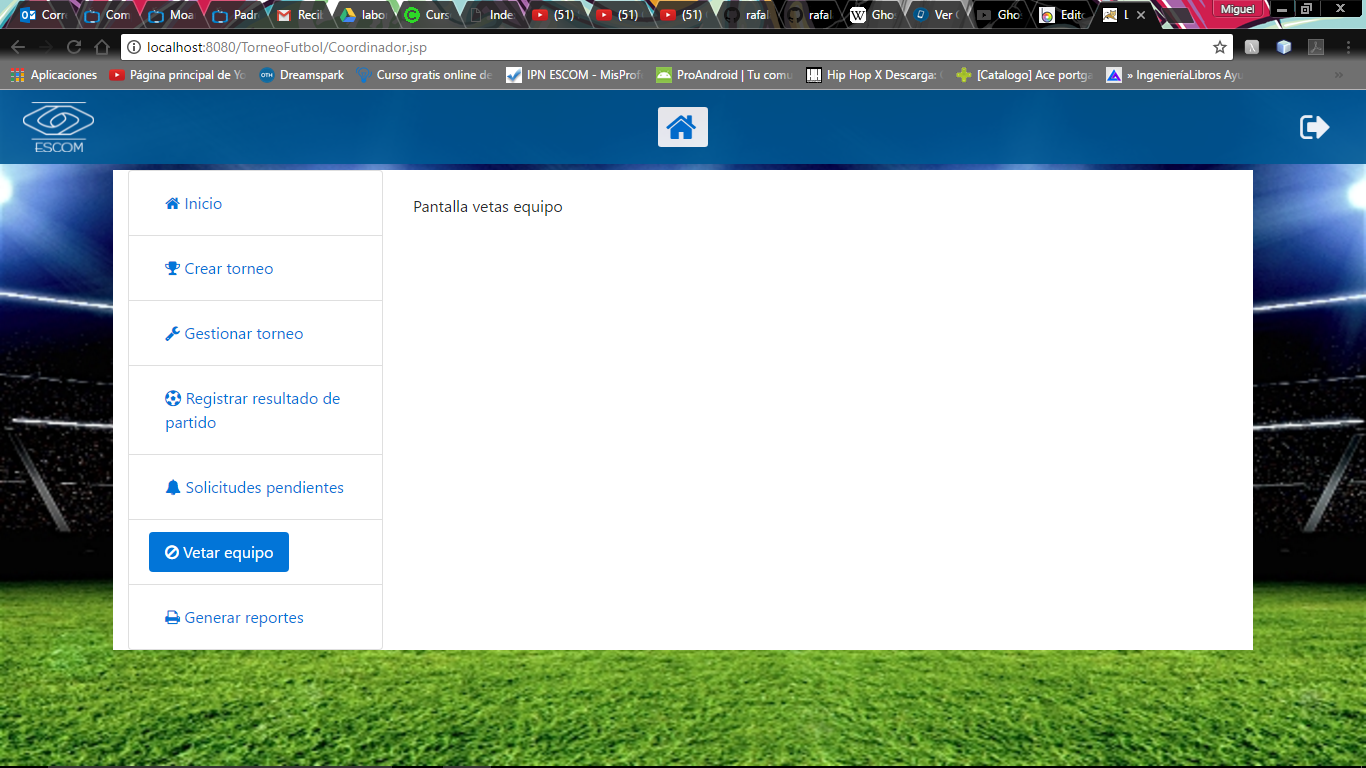 Corr
Com
Moa
Padr
Recil
labo
Curs
Inde
(51)
(51)
(51)
rafal
rafal
Gho
Ver
Gho
Edit
L
Miguel
localhost:8080/TorneoFutbol/Coordinador.jsp
Aplicaciones
Página principal de Yo
Dreamspark
Curso gratis online de
IPN ESCOM - MisProf
ProAndroid | Tu comu
Hip Hop X Descarga:
[Catalogo] Ace portga
» IngenieríaLibros Ayu
»
ESCOM
Inicio
Crear torneo
Gestionar torneo
Registrar resultado de
partido
Solicitudes pendientes
Vetar equipo
Generar reportes
Pantalla vetas equipo